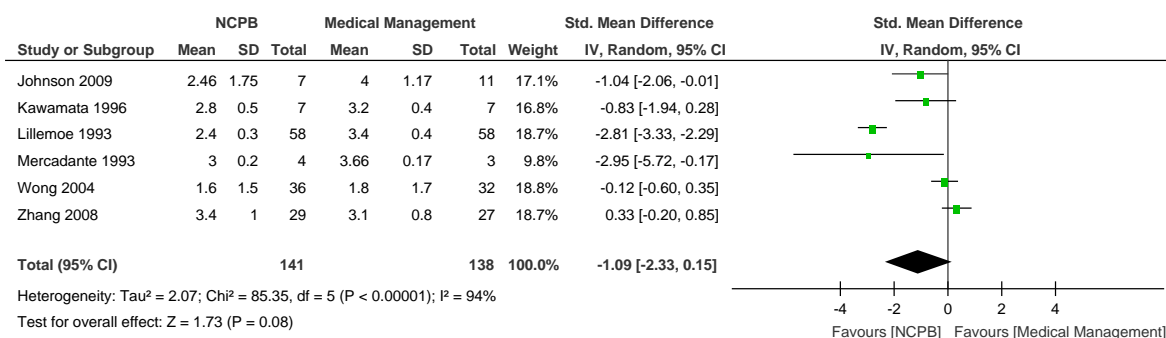 NCPB Medical Management Std. Mean Difference Std. Mean Difference
Study or Subgroup Mean SD Total Mean SD Total Weight IV, Random, 95% CI IV, Random, 95% CI
Johnson 2009 2.46 1.75 7 4 1.17 11 17.1% -1.04 [-2.06, -0.01]
Kawamata 1996 2.8 0.5 7 3.2 0.4 7 16.8% -0.83 [-1.94, 0.28]
Lillemoe 1993 2.4 0.3 58 3.4 0.4 58 18.7% -2.81 [-3.33, -2.29]
Mercadante 1993 3 0.2 4 3.66 0.17 3 9.8% -2.95 [-5.72, -0.17]
Wong 2004 1.6 1.5 36 1.8 1.7 32 18.8% -0.12 [-0.60, 0.35]
Zhang 2008 3.4 1 29 3.1 0.8 27 18.7% 0.33 [-0.20, 0.85]
Total (95% CI) 141 138 100.0% -1.09 [-2.33, 0.15]
Heterogeneity: Tau² = 2.07; Chi² = 85.35, df = 5 (P < 0.00001); I² = 94%
Test for overall effect: Z = 1.73 (P = 0.08)
-4 -2 0 2 4
Favours [NCPB] Favours [Medical Management]